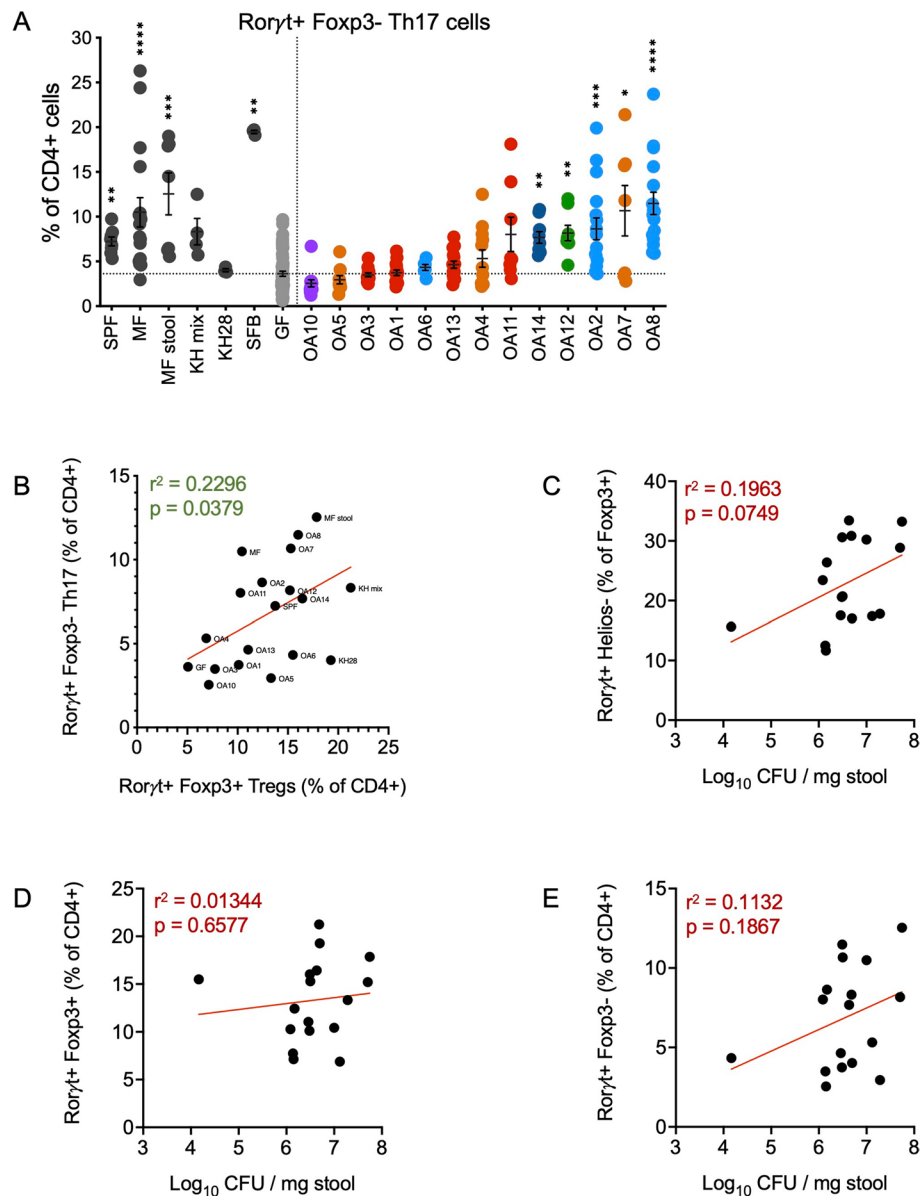 A
Rorγt+ Foxp3- Th17 cells
% of CD4+ cells
30
25
20
15
10
5
0
**
****
***
**
**
**
***
*
****
SPF
MF
MF stool
KH mix
KH28
SFB
GF
OA10
OA5
OA3
OA1
OA6
OA13
OA4
OA11
OA14
OA12
OA2
OA7
OA8
B
r² = 0.2296
p = 0.0379
Rorγt+ Foxp3- Th17 (% of CD4+)
15
10
5
0
MF stool
OA8
OA7
MF
OA2
OA12
KH mix
OA11
OA14
SPF
OA4
OA13
OA6
KH28
GF
OA3
OA1
OA5
OA10
0
5
10
15
20
25
Rorγt+ Foxp3+ Tregs (% of CD4+)
C
r² = 0.1963
p = 0.0749
Rorγt+ Helios- (% of Foxp3+)
40
30
20
10
0
3
4
5
6
7
8
Log₁₀ CFU / mg stool
D
r² = 0.01344
p = 0.6577
Rorγt+ Foxp3+ (% of CD4+)
25
20
15
10
5
0
3
4
5
6
7
8
Log₁₀ CFU / mg stool
E
r² = 0.1132
p = 0.1867
Rorγt+ Foxp3- (% of CD4+)
15
10
5
0
3
4
5
6
7
8
Log₁₀ CFU / mg stool